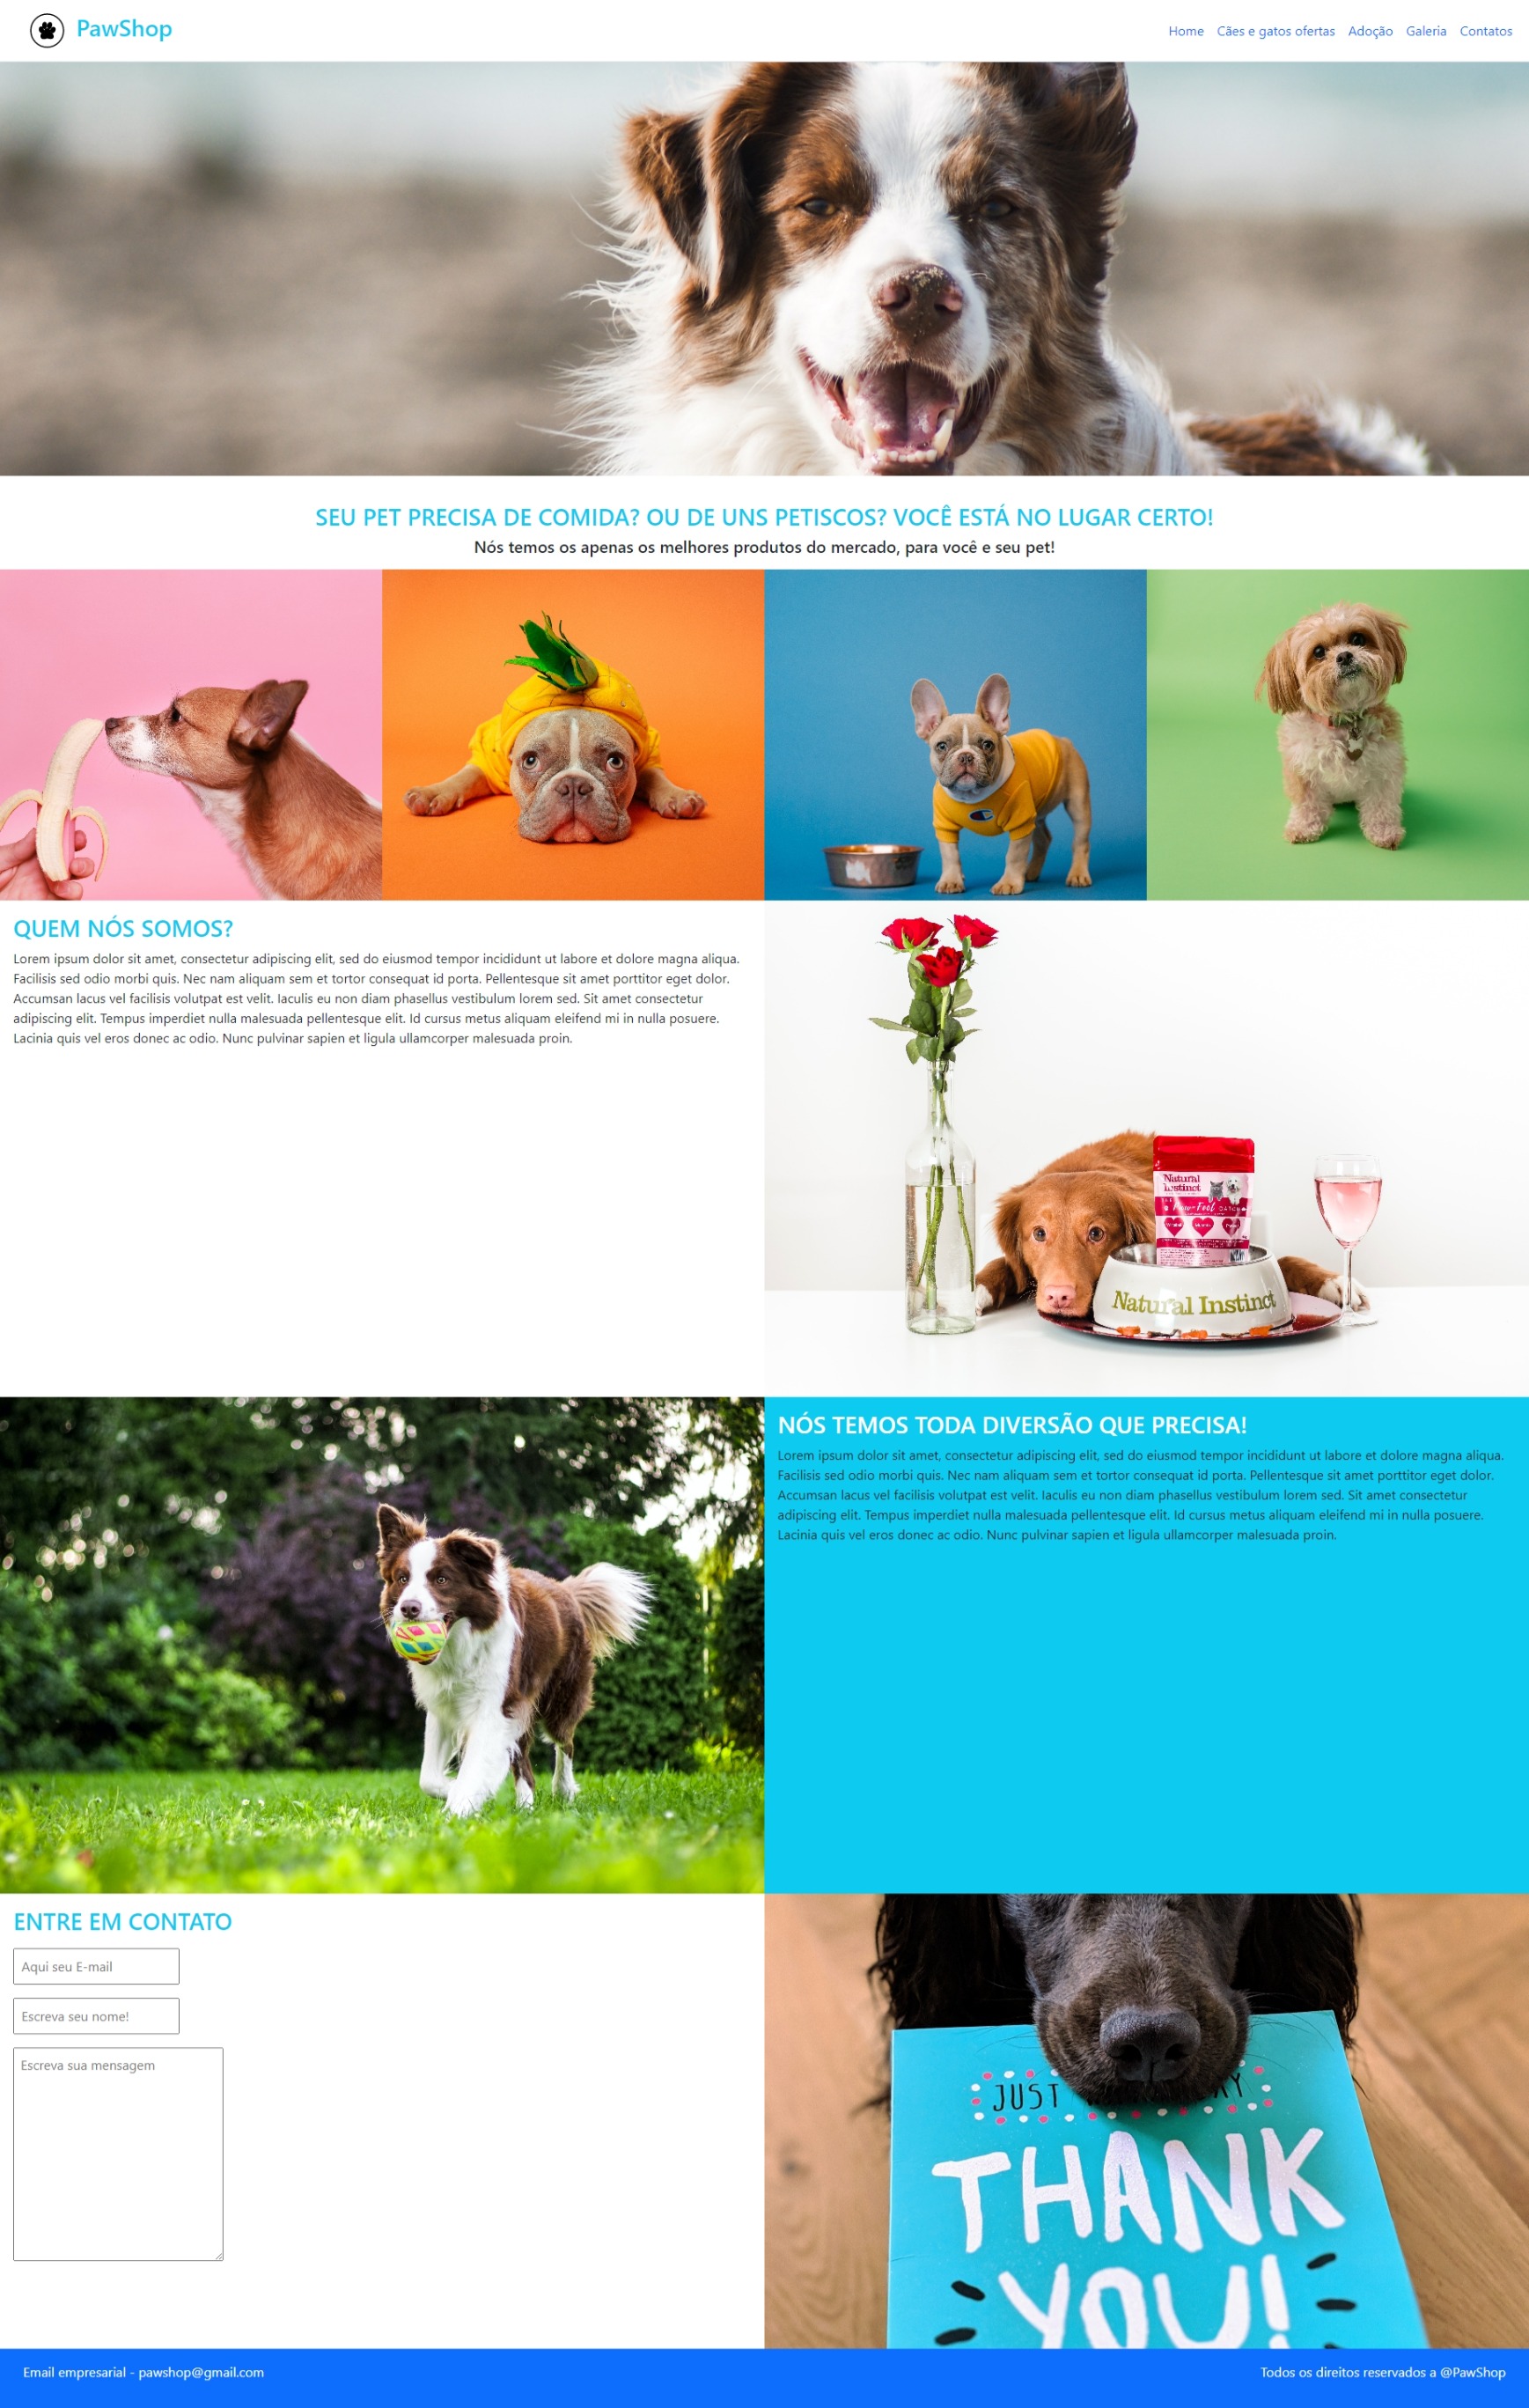 PawShop
Home Cães e gatos ofertas Adoção Galeria Contatos
SEU PET PRECISA DE COMIDA? OU DE UNS PETISCOS? VOCÊ ESTÁ NO LUGAR CERTO!
Nós temos os apenas os melhores produtos do mercado, para você e seu pet!
QUEM NÓS SOMOS?
Lorem ipsum dolor sit amet, consectetur adipiscing elit, sed do eiusmod tempor incididunt ut labore et dolore magna aliqua.
Facilisis sed odio morbi quis. Nec nam aliquam sem et tortor consequat id porta. Pellentesque sit amet porttitor eget dolor.
Accumsan lacus vel facilisis volutpat est velit. Iaculis eu non diam phasellus vestibulum lorem sed. Sit amet consectetur
adipiscing elit. Tempus imperdiet nulla malesuada pellentesque elit. Id cursus metus aliquam eleifend mi in nulla posuere.
Lacinia quis vel eros donec ac odio. Nunc pulvinar sapien et ligula ullamcorper malesuada proin.
Natural
Instinct
Natural Instinct
NÓS TEMOS TODA DIVERSÃO QUE PRECISA!
Lorem ipsum dolor sit amet, consectetur adipiscing elit, sed do eiusmod tempor incididunt ut labore et dolore magna aliqua.
Facilisis sed odio morbi quis. Nec nam aliquam sem et tortor consequat id porta. Pellentesque sit amet porttitor eget dolor.
Accumsan lacus vel facilisis volutpat est velit. Iaculis eu non diam phasellus vestibulum lorem sed. Sit amet consectetur
adipiscing elit. Tempus imperdiet nulla malesuada pellentesque elit. Id cursus metus aliquam eleifend mi in nulla posuere.
Lacinia quis vel eros donec ac odio. Nunc pulvinar sapien et ligula ullamcorper malesuada proin.
ENTRE EM CONTATO
Aqui seu E-mail
Escreva seu nome!
Escreva sua mensagem
JUST
THANK
YOU!
Email empresarial - pawshop@gmail.com
Todos os direitos reservados a @PawShop